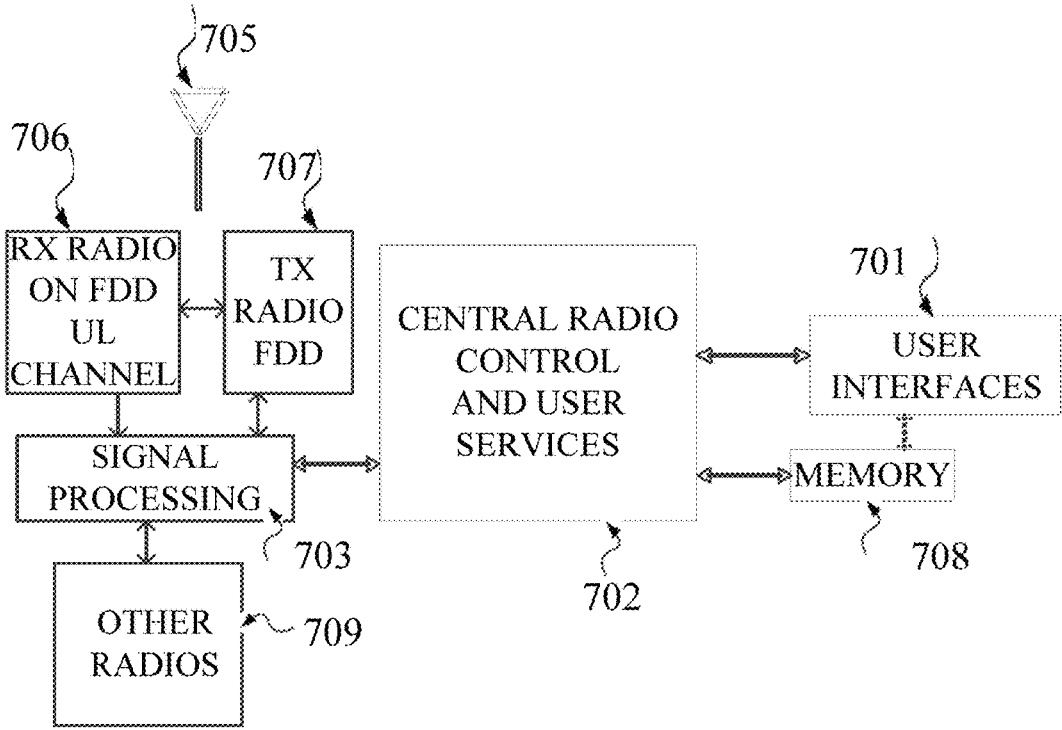 705
706
707
RX RADIO
ON FDD
UL
CHANNEL
TX
RADIO
FDD
CENTRAL RADIO
CONTROL
AND USER
SERVICES
701
USER
INTERFACES
SIGNAL
PROCESSING
MEMORY
703
702
708
OTHER
RADIOS
709